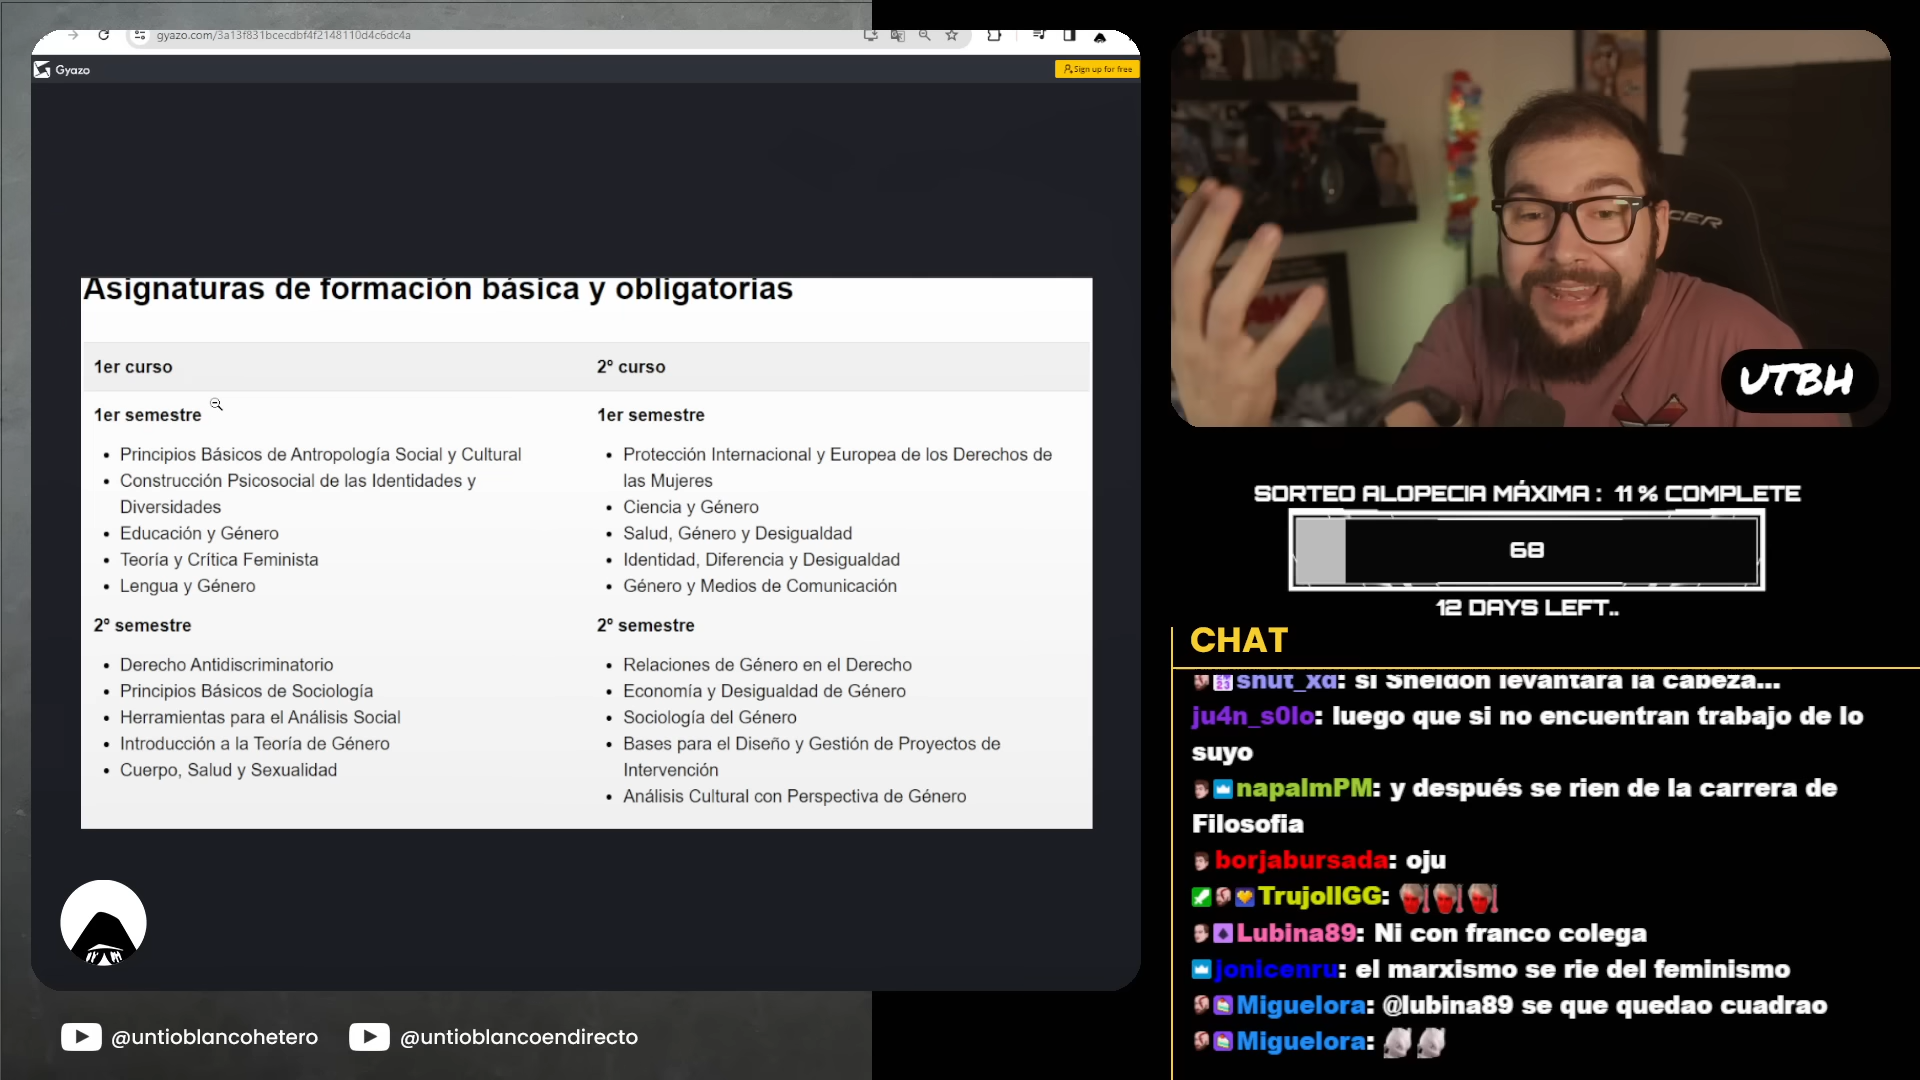 gyazo.com/3a13f831bcecdbf4f2148110d4c6dc4a
Gyazo
Sign up for free
Asignaturas de formación básica y obligatorias
1er curso
1er semestre
Principios Básicos de Antropología Social y Cultural
Construcción Psicosocial de las Identidades y
Diversidades
Educación y Género
Teoría y Crítica Feminista
Lengua y Género
2º semestre
Derecho Antidiscriminatorio
Principios Básicos de Sociología
Herramientas para el Análisis Social
Introducción a la Teoría de Género
Cuerpo, Salud y Sexualidad
2º curso
1er semestre
Protección Internacional y Europea de los Derechos de
las Mujeres
Ciencia y Género
Salud, Género y Desigualdad
Identidad, Diferencia y Desigualdad
Género y Medios de Comunicación
2º semestre
Relaciones de Género en el Derecho
Economía y Desigualdad de Género
Sociología del Género
Bases para el Diseño y Gestión de Proyectos de
Intervención
Análisis Cultural con Perspectiva de Género
@untioblancohetero
@untioblancoendirecto
UTBH
SORTEO ALOPECIA MÁXIMA : 11 % COMPLETE
68
12 DAYS LEFT..
CHAT
shut_xd: si Sheldon levantara la cabeza...
ju4n_s0lo: luego que si no encuentran trabajo de lo
suyo
napalmPM: y después se rien de la carrera de
Filosofia
borjabursada: oju
TrujollGG:
Lubina89: Ni con franco colega
jonicenru: el marxismo se rie del feminismo
Miguelora: @lubina89 se que quedao cuadrao
Miguelora: